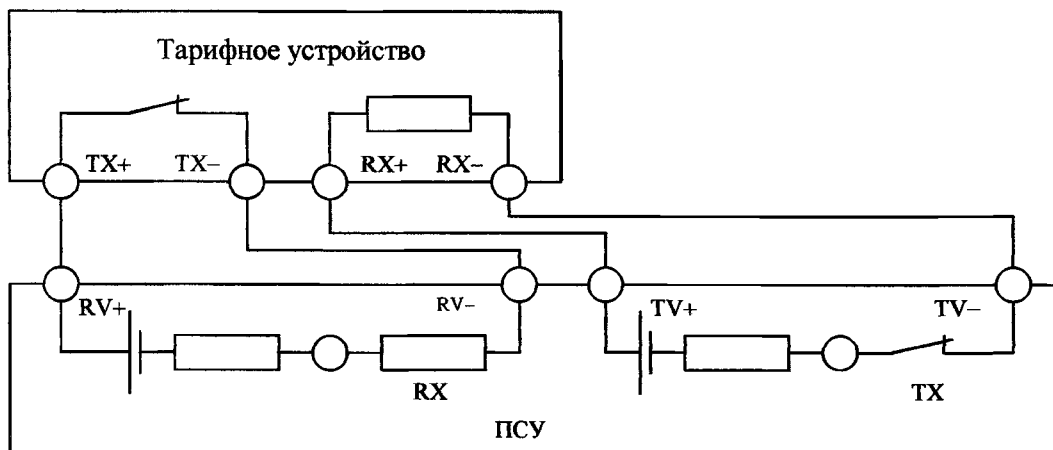 Тарифное устройство
TX+ TX− RX+ RX−
RV+ RV− TV+ TV−
RX TX
ПСУ